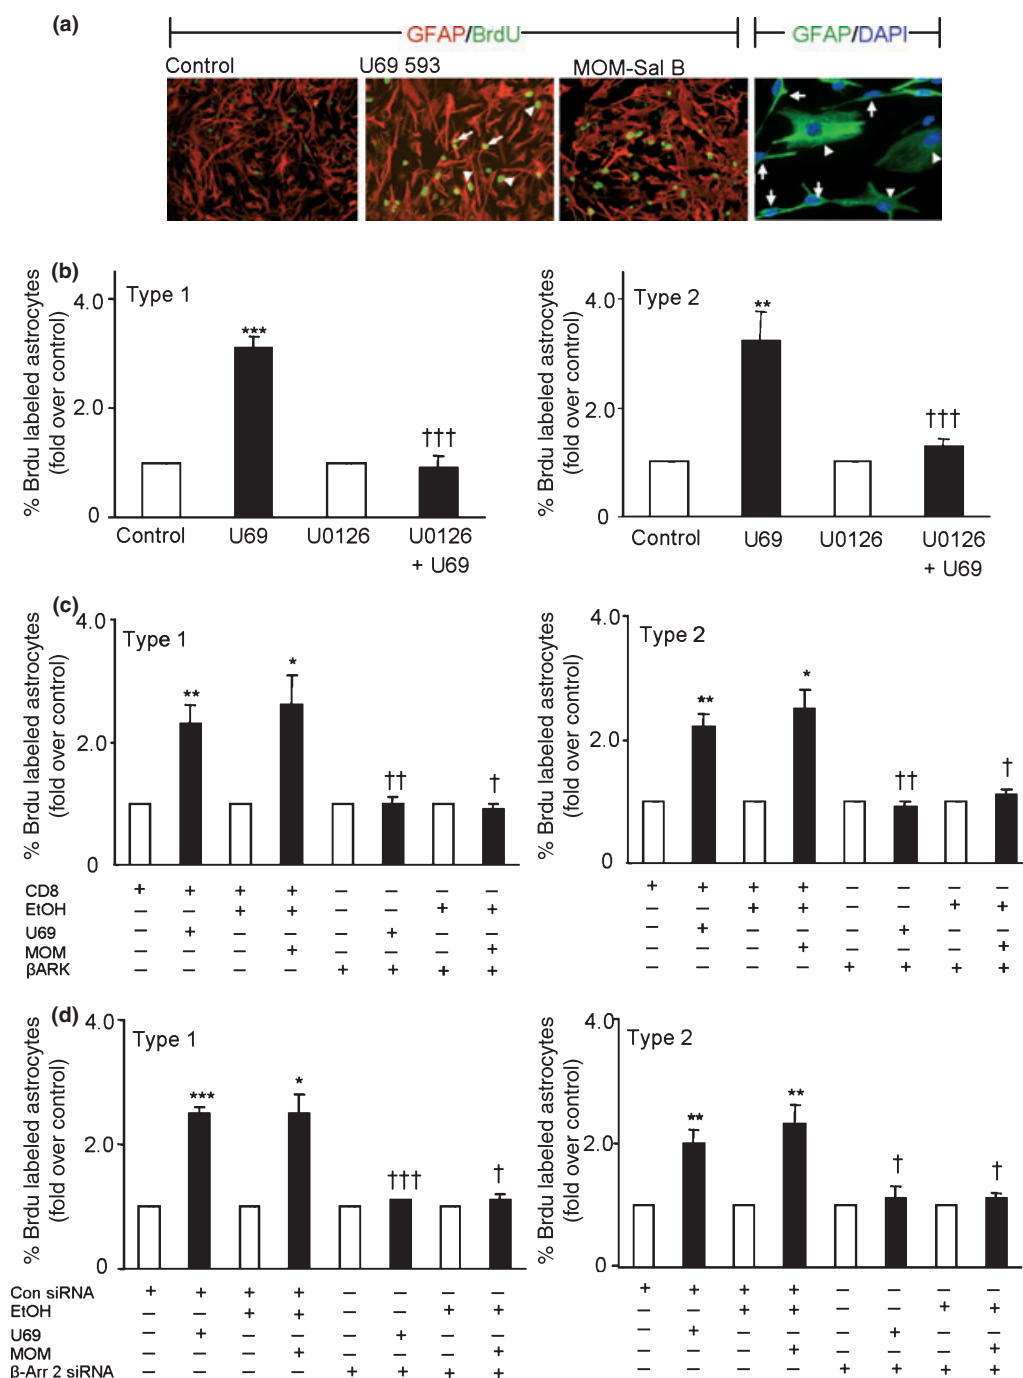 (a)
GFAP/BrdU
GFAP/DAPI
Control
U69 593
MOM-Sal B
(b)
% Brdu labeled astrocytes
(fold over control)
Type 1
4.0
2.0
0
***
†††
Control
U69
U0126
U0126
+ U69
% Brdu labeled astrocytes
(fold over control)
Type 2
4.0
2.0
0
**
†††
Control
U69
U0126
U0126
+ U69
(c)
% Brdu labeled astrocytes
(fold over control)
Type 1
4.0
2.0
0
**
*
††
†
% Brdu labeled astrocytes
(fold over control)
Type 2
4.0
2.0
0
**
*
††
†
CD8 + + + + – – – – + + + + – – – –
EtOH – – + + – – + + – – + + – – + +
U69 – + – – – + – – – + – – – + – –
MOM – – – + – – – + – – – + – – – +
βARK – – – – + + + + – – – – + + + +
(d)
% Brdu labeled astrocytes
(fold over control)
Type 1
4.0
2.0
0
***
*
†††
†
% Brdu labeled astrocytes
(fold over control)
Type 2
4.0
2.0
0
**
**
†
†
Con siRNA + + + + – – – – + + + + – – – –
EtOH – – + + – – + + – – + + – – + +
U69 – + – – – + – – – + – – – + – –
MOM – – – + – – – + – – – + – – – +
β-Arr 2 siRNA – – – – + + + + – – – – + + + +